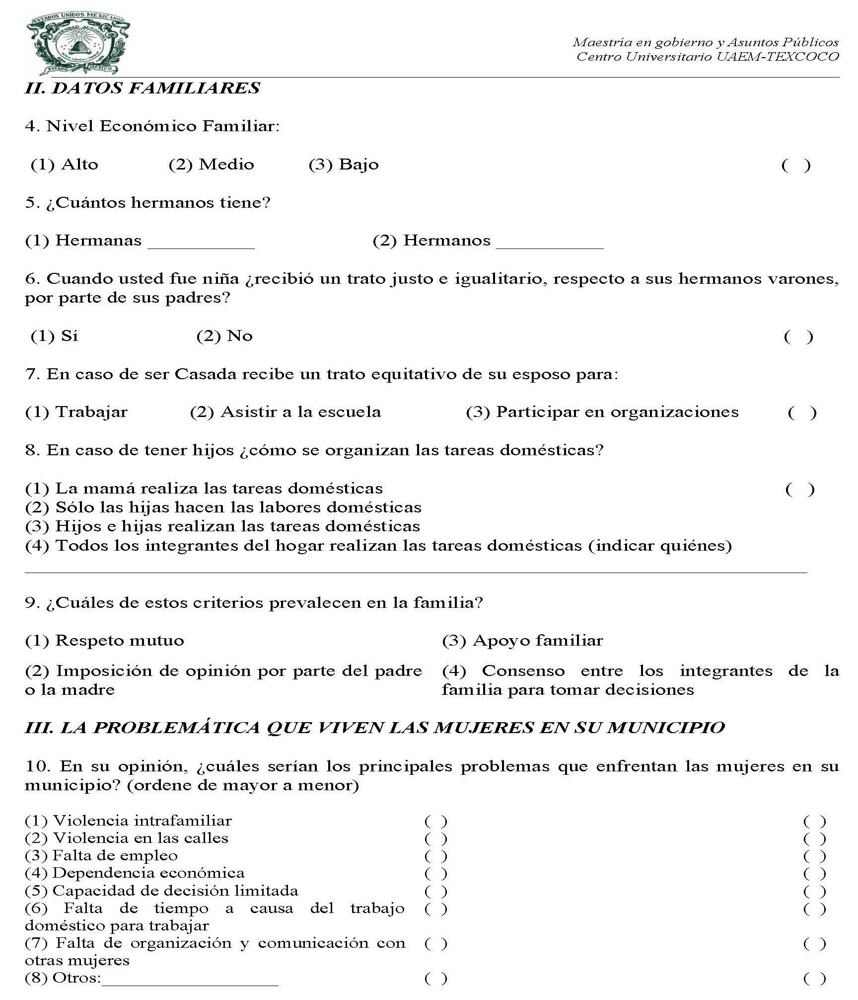 ESTADOS UNIDOS MEXICANOS
UNIVERSIDAD AUTONOMA
ESTADO MEXICO
Maestría en gobierno y Asuntos Públicos
Centro Universitario UAEM-TEXCOCO
II. DATOS FAMILIARES
4. Nivel Económico Familiar:
(1) Alto (2) Medio (3) Bajo ( )
5. ¿Cuántos hermanos tiene?
(1) Hermanas ____________ (2) Hermanos ____________
6. Cuando usted fue niña ¿recibió un trato justo e igualitario, respecto a sus hermanos varones,
por parte de sus padres?
(1) Sí (2) No ( )
7. En caso de ser Casada recibe un trato equitativo de su esposo para:
(1) Trabajar (2) Asistir a la escuela (3) Participar en organizaciones ( )
8. En caso de tener hijos ¿cómo se organizan las tareas domésticas?
(1) La mamá realiza las tareas domésticas ( )
(2) Sólo las hijas hacen las labores domésticas
(3) Hijos e hijas realizan las tareas domésticas
(4) Todos los integrantes del hogar realizan las tareas domésticas (indicar quiénes)
9. ¿Cuáles de estos criterios prevalecen en la familia?
(1) Respeto mutuo (3) Apoyo familiar
(2) Imposición de opinión por parte del padre (4) Consenso entre los integrantes de la
o la madre familia para tomar decisiones
III. LA PROBLEMÁTICA QUE VIVEN LAS MUJERES EN SU MUNICIPIO
10. En su opinión, ¿cuáles serían los principales problemas que enfrentan las mujeres en su
municipio? (ordene de mayor a menor)
(1) Violencia intrafamiliar ( ) ( )
(2) Violencia en las calles ( ) ( )
(3) Falta de empleo ( ) ( )
(4) Dependencia económica ( ) ( )
(5) Capacidad de decisión limitada ( ) ( )
(6) Falta de tiempo a causa del trabajo ( ) ( )
doméstico para trabajar
(7) Falta de organización y comunicación con ( ) ( )
otras mujeres
(8) Otros:____________________ ( ) ( )